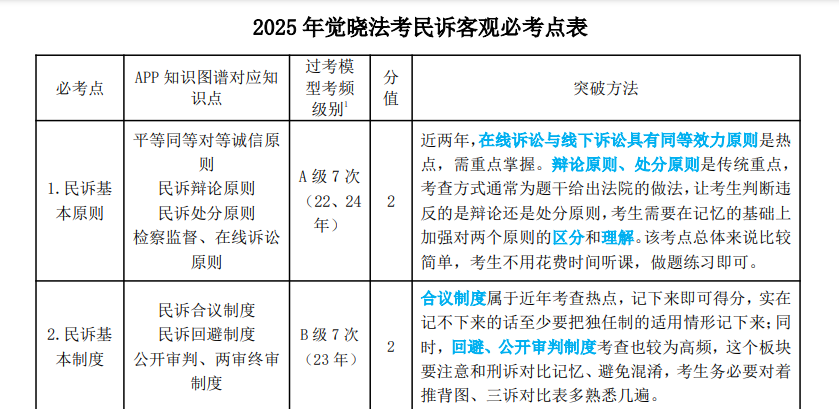 2025 年觉晓法考民诉客观必考点表
必考点
APP 知识图谱对应知
识点
过考模
型考频
级别1
分
值
突破方法
1.民诉基
本原则
平等同等对等诚信原
则
民诉辩论原则
民诉处分原则
检察监督、在线诉讼
原则
A 级 7 次
（22、24
年）
2
近两年，在线诉讼与线下诉讼具有同等效力原则是热
点，需重点掌握。辩论原则、处分原则是传统重点，
考查方式通常为题干给出法院的做法，让考生判断违
反的是辩论还是处分原则，考生需要在记忆的基础上
加强对两个原则的区分和理解。该考点总体来说比较
简单，考生不用花费时间听课，做题练习即可。
2.民诉基
本制度
民诉合议制度
民诉回避制度
公开审判、两审终审
制度
B 级 7 次
（23 年）
2
合议制度属于近年考查热点，记下来即可得分，实在
记不下来的话至少要把独任制的适用情形记下来；同
时，回避、公开审判制度考查也较为高频，这个板块
要注意和刑诉对比记忆、避免混淆，考生务必要对着
推背图、三诉对比表多熟悉几遍。